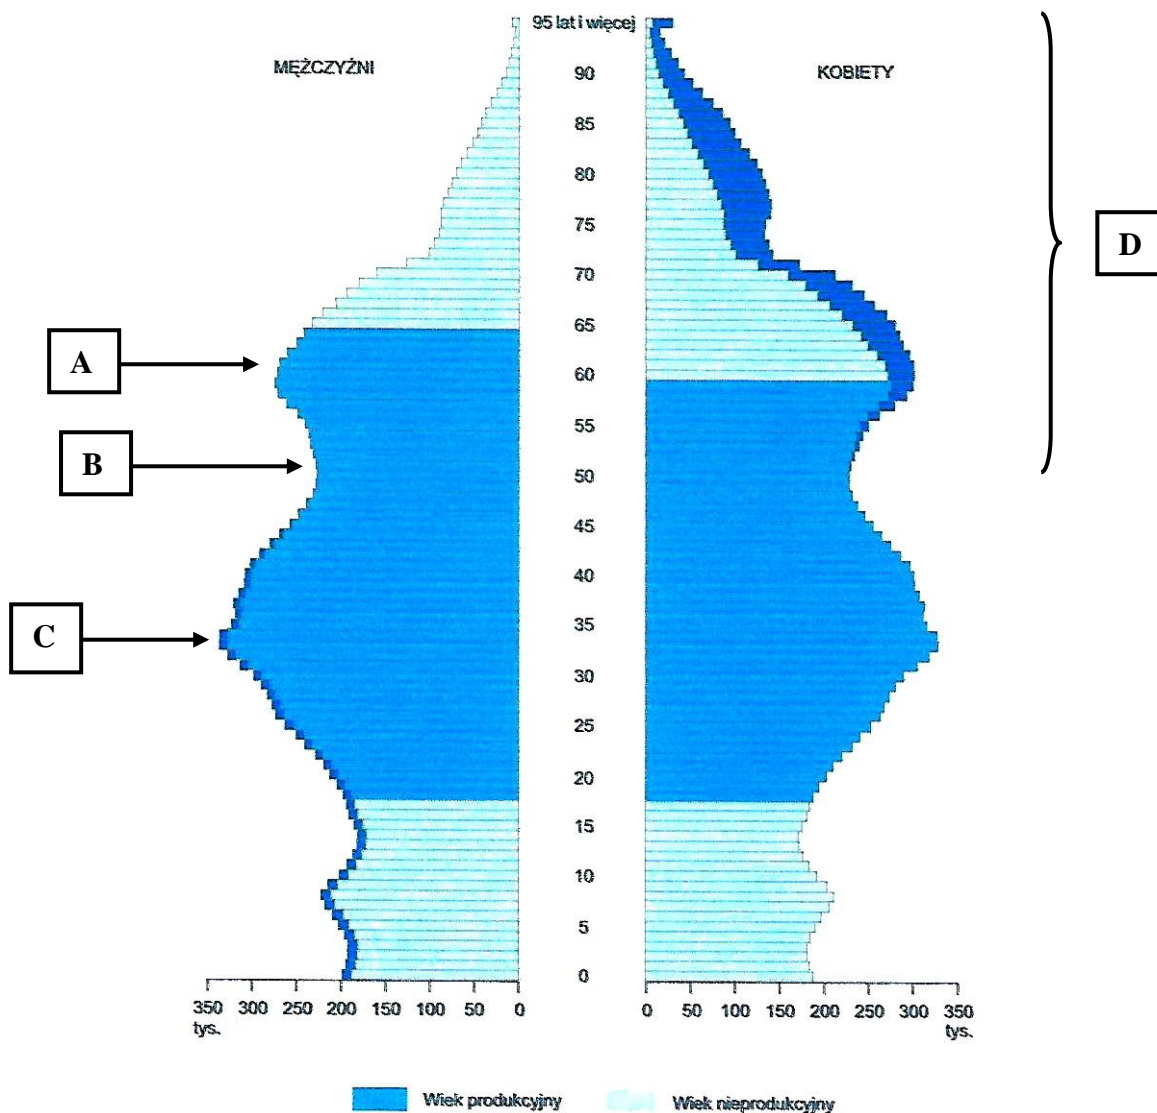 95 lat i więcej
MĘŻCZYŹNI
KOBIETY
90
85
80
75
70
65
60
55
50
45
40
35
30
25
20
15
10
5
0
A
B
C
D
350 300 250 200 150 100 50 0
tys.
0 50 100 150 200 250 300 350
tys.
Wiek produkcyjny
Wiek nieprodukcyjny